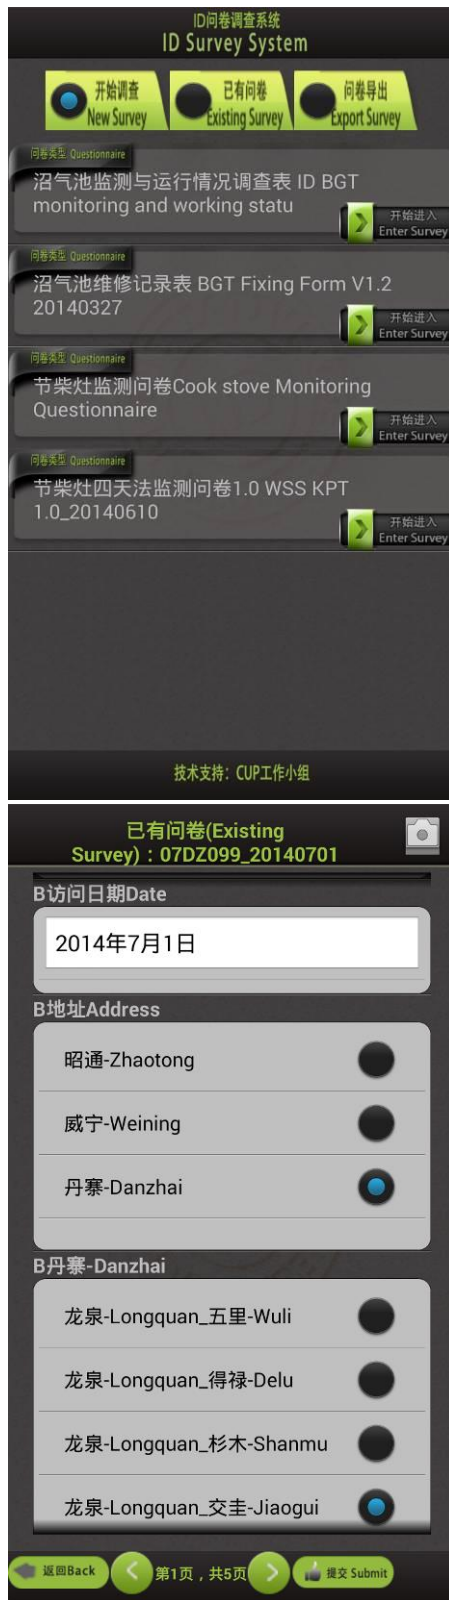 ID问卷调查系统
ID Survey System
开始调查
New Survey
已有问卷
Existing Survey
问卷导出
Export Survey
问卷类型 Questionnaire
沼气池监测与运行情况调查表 ID BGT
monitoring and working statu
开始进入
Enter Survey
问卷类型 Questionnaire
沼气池维修记录表 BGT Fixing Form V1.2
20140327
开始进入
Enter Survey
问卷类型 Questionnaire
节柴灶监测问卷Cook stove Monitoring
Questionnaire
开始进入
Enter Survey
问卷类型 Questionnaire
节柴灶四天法监测问卷1.0 WSS KPT
1.0_20140610
开始进入
Enter Survey
技术支持：CUP工作小组
已有问卷(Existing
Survey)：07DZ099_20140701
B访问日期Date
2014年7月1日
B地址Address
昭通-Zhaotong
威宁-Weining
丹寨-Danzhai
B丹寨-Danzhai
龙泉-Longquan_五里-Wuli
龙泉-Longquan_得禄-Delu
龙泉-Longquan_杉木-Shanmu
龙泉-Longquan_交圭-Jiaogui
返回Back
第1页，共5页
提交 Submit